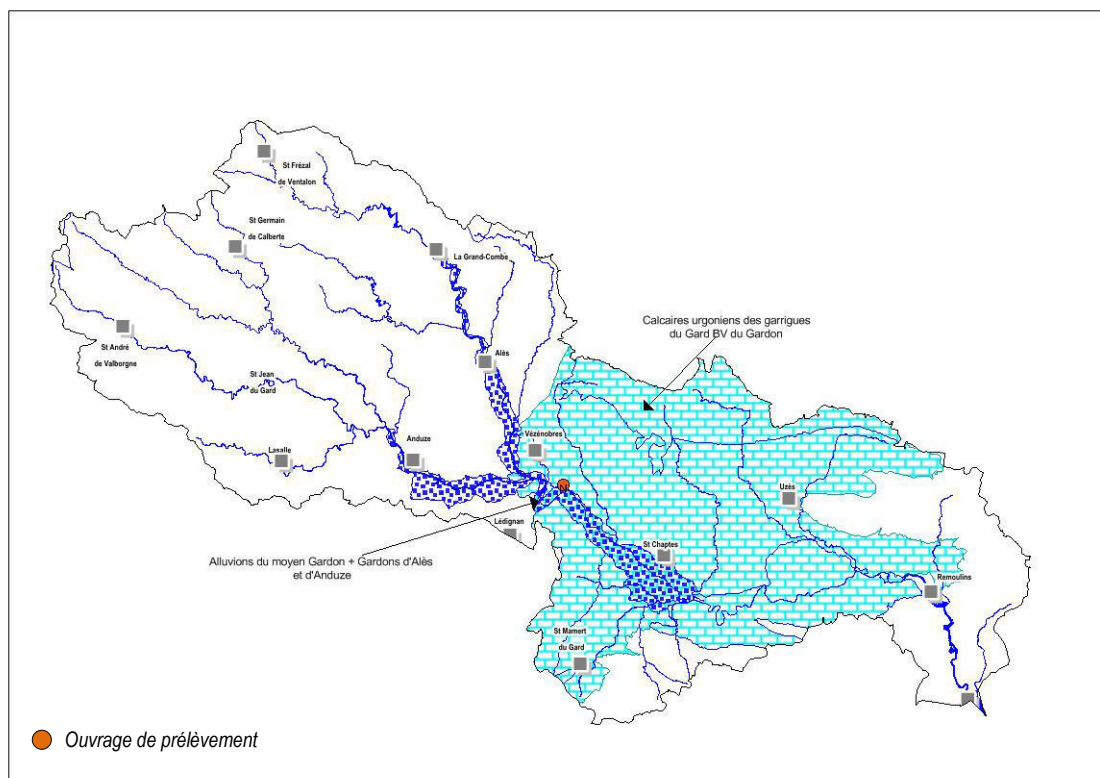 St Frézal
de Ventalon
St Germain
de Calberte
La Grand-Combe
Calcaires urgoniens des garrigues
du Gard BV du Gardon
St André
de Valborgne
Alès
St Jean
du Gard
Anduze
Vézénobres
Lasalle
Uzès
Lédignan
St Chaptes
Alluvions du moyen Gardon + Gardons d'Alès
et d'Anduze
Remoulins
St Mamert
du Gard
Ouvrage de prélèvement